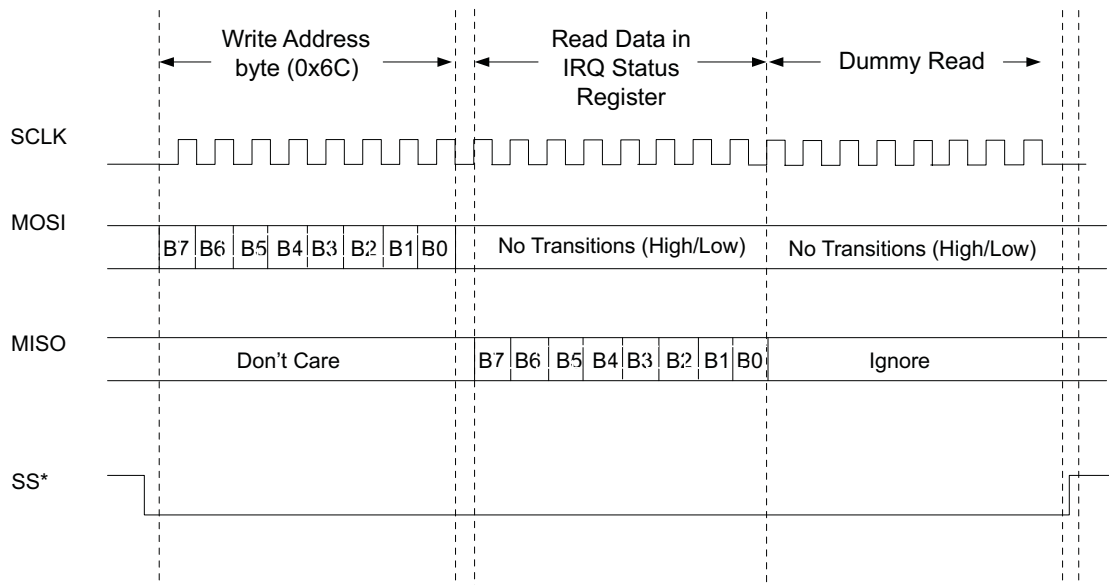 Write Address
byte (0x6C)
Read Data in
IRQ Status
Register
Dummy Read
SCLK
MOSI
B7 B6 B5 B4 B3 B2 B1 B0
No Transitions (High/Low)
No Transitions (High/Low)
MISO
Don't Care
B7 B6 B5 B4 B3 B2 B1 B0
Ignore
SS*